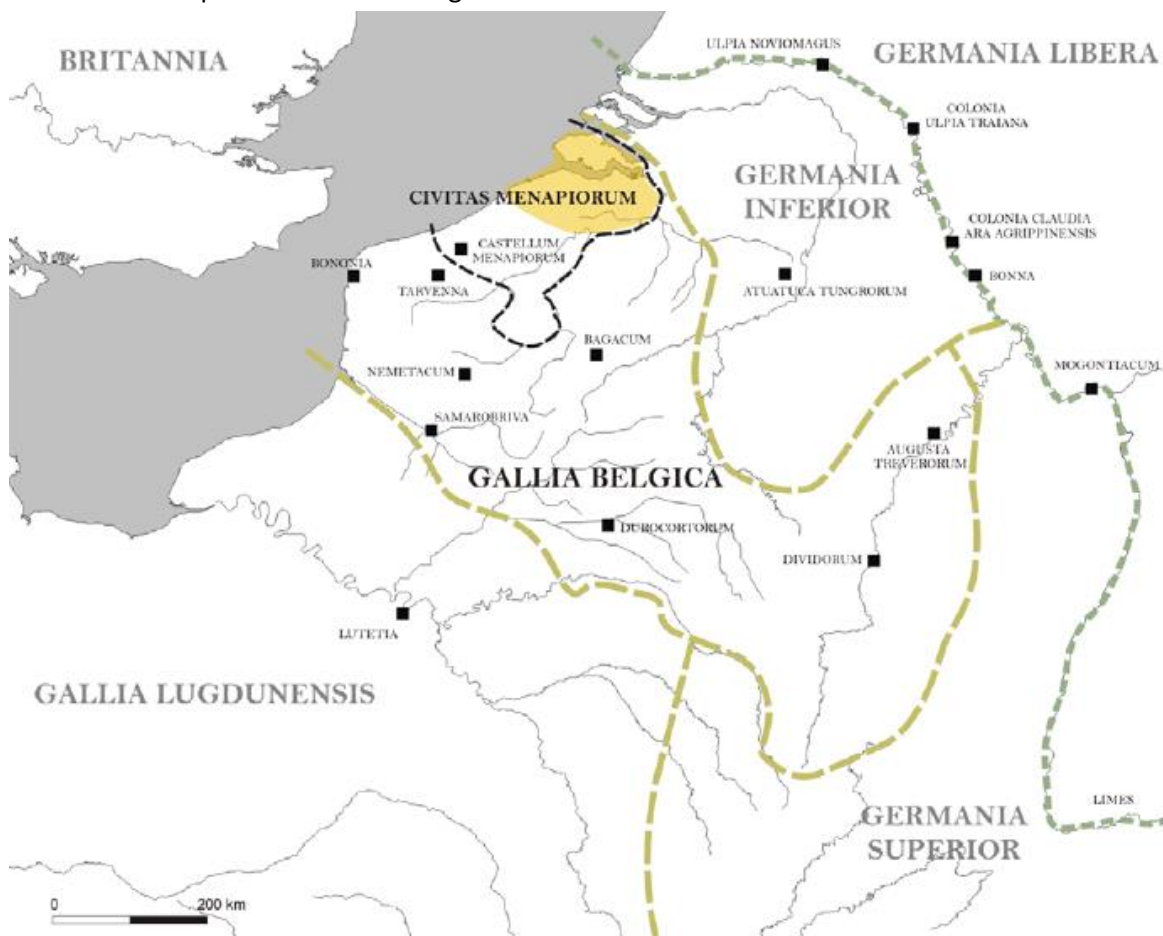 ULPIA NOVIOMAGUS
GERMANIA LIBERA
BRITANNIA
COLONIA
ULPIA TRAIANA
GERMANIA
INFERIOR
CIVITAS MENAPIORUM
CASTELLUM
MENAPIORUM
COLONIA CLAUDIA
ARA AGRIPPINENSIS
BONONIA
TARVENNA
ATUATUCA TUNGRORUM
BONNA
BAGACUM
NEMETACUM
MOGONTIACUM
SAMAROBRIVA
AUGUSTA
TREVERORUM
GALLIA BELGICA
DUROCORTORUM
DIVIDORUM
LUTETIA
GALLIA LUGDUNENSIS
LIMES
GERMANIA
SUPERIOR
0 200 km